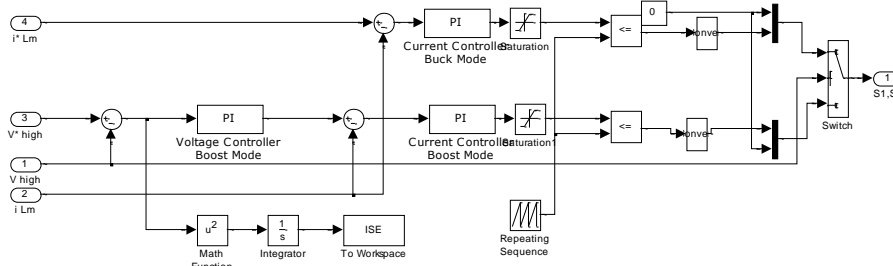 4
i* Lm
+
-
PI
Current Controller
Buck Mode
Saturation
<=
0
3
V* high
+
-
PI
Voltage Controller
Boost Mode
+
-
PI
Current Controller
Boost Mode
Saturation1
<=
Switch
1
1
V high
2
i Lm
u²
Math
Function
1
s
Integrator
ISE
To Workspace
Repeating
Sequence